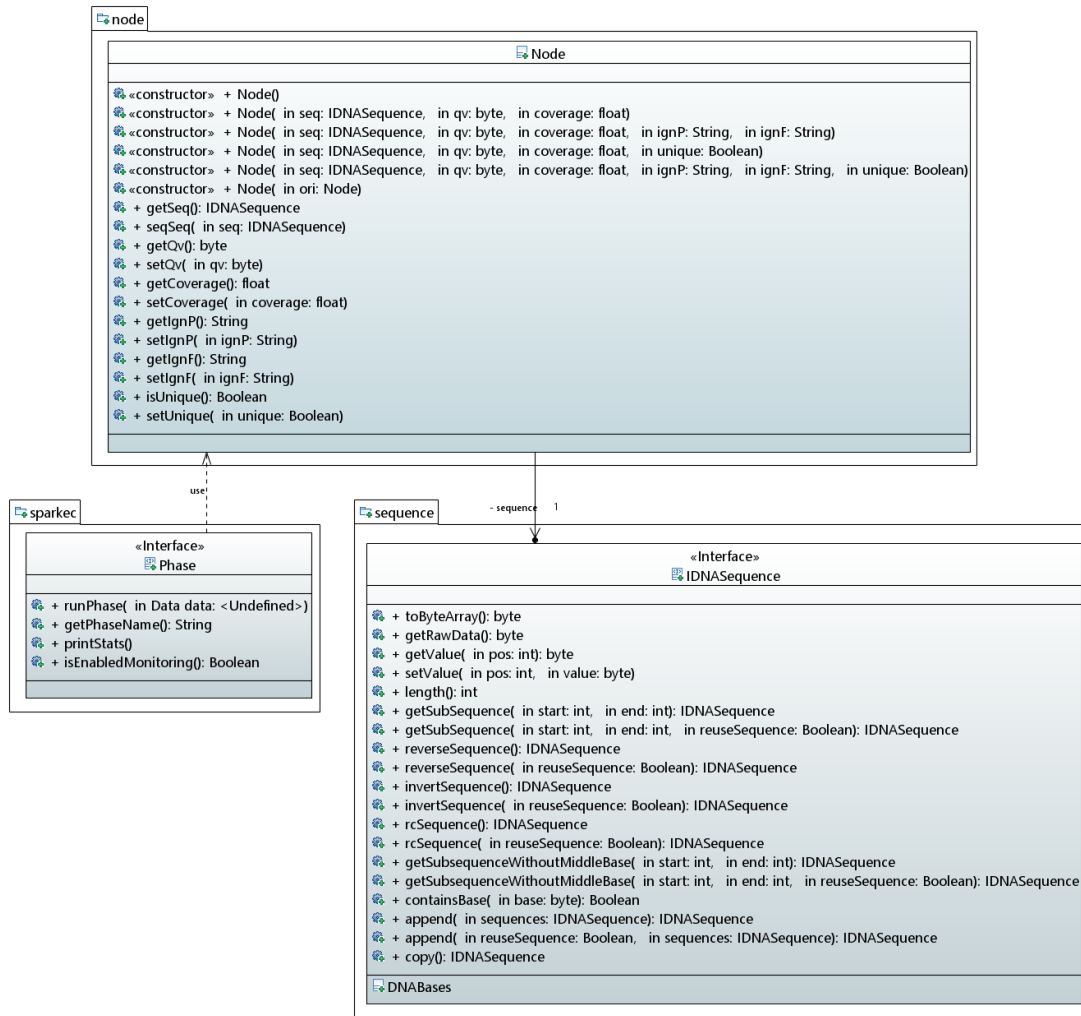 node
Node
«constructor» + Node()
«constructor» + Node( in seq: IDNASequence, in qv: byte, in coverage: float)
«constructor» + Node( in seq: IDNASequence, in qv: byte, in coverage: float, in ignP: String, in ignF: String)
«constructor» + Node( in seq: IDNASequence, in qv: byte, in coverage: float, in unique: Boolean)
«constructor» + Node( in seq: IDNASequence, in qv: byte, in coverage: float, in ignP: String, in ignF: String, in unique: Boolean)
«constructor» + Node( in ori: Node)
+ getSeq(): IDNASequence
+ seqSeq( in seq: IDNASequence)
+ getQv(): byte
+ setQv( in qv: byte)
+ getCoverage(): float
+ setCoverage( in coverage: float)
+ getIgnP(): String
+ setIgnP( in ignP: String)
+ getIgnF(): String
+ setIgnF( in ignF: String)
+ isUnique(): Boolean
+ setUnique( in unique: Boolean)
use
- sequence 1
sparkec
«Interface»
Phase
+ runPhase( in Data data: <Undefined>)
+ getPhaseName(): String
+ printStats()
+ isEnabledMonitoring(): Boolean
sequence
«Interface»
IDNASequence
+ toByteArray(): byte
+ getRawData(): byte
+ getValue( in pos: int): byte
+ setValue( in pos: int, in value: byte)
+ length(): int
+ getSubSequence( in start: int, in end: int): IDNASequence
+ getSubSequence( in start: int, in end: int, in reuseSequence: Boolean): IDNASequence
+ reverseSequence(): IDNASequence
+ reverseSequence( in reuseSequence: Boolean): IDNASequence
+ invertSequence(): IDNASequence
+ invertSequence( in reuseSequence: Boolean): IDNASequence
+ rcSequence(): IDNASequence
+ rcSequence( in reuseSequence: Boolean): IDNASequence
+ getSubsequenceWithoutMiddleBase( in start: int, in end: int): IDNASequence
+ getSubsequenceWithoutMiddleBase( in start: int, in end: int, in reuseSequence: Boolean): IDNASequence
+ containsBase( in base: byte): Boolean
+ append( in sequences: IDNASequence): IDNASequence
+ append( in reuseSequence: Boolean, in sequences: IDNASequence): IDNASequence
+ copy(): IDNASequence
DNABases